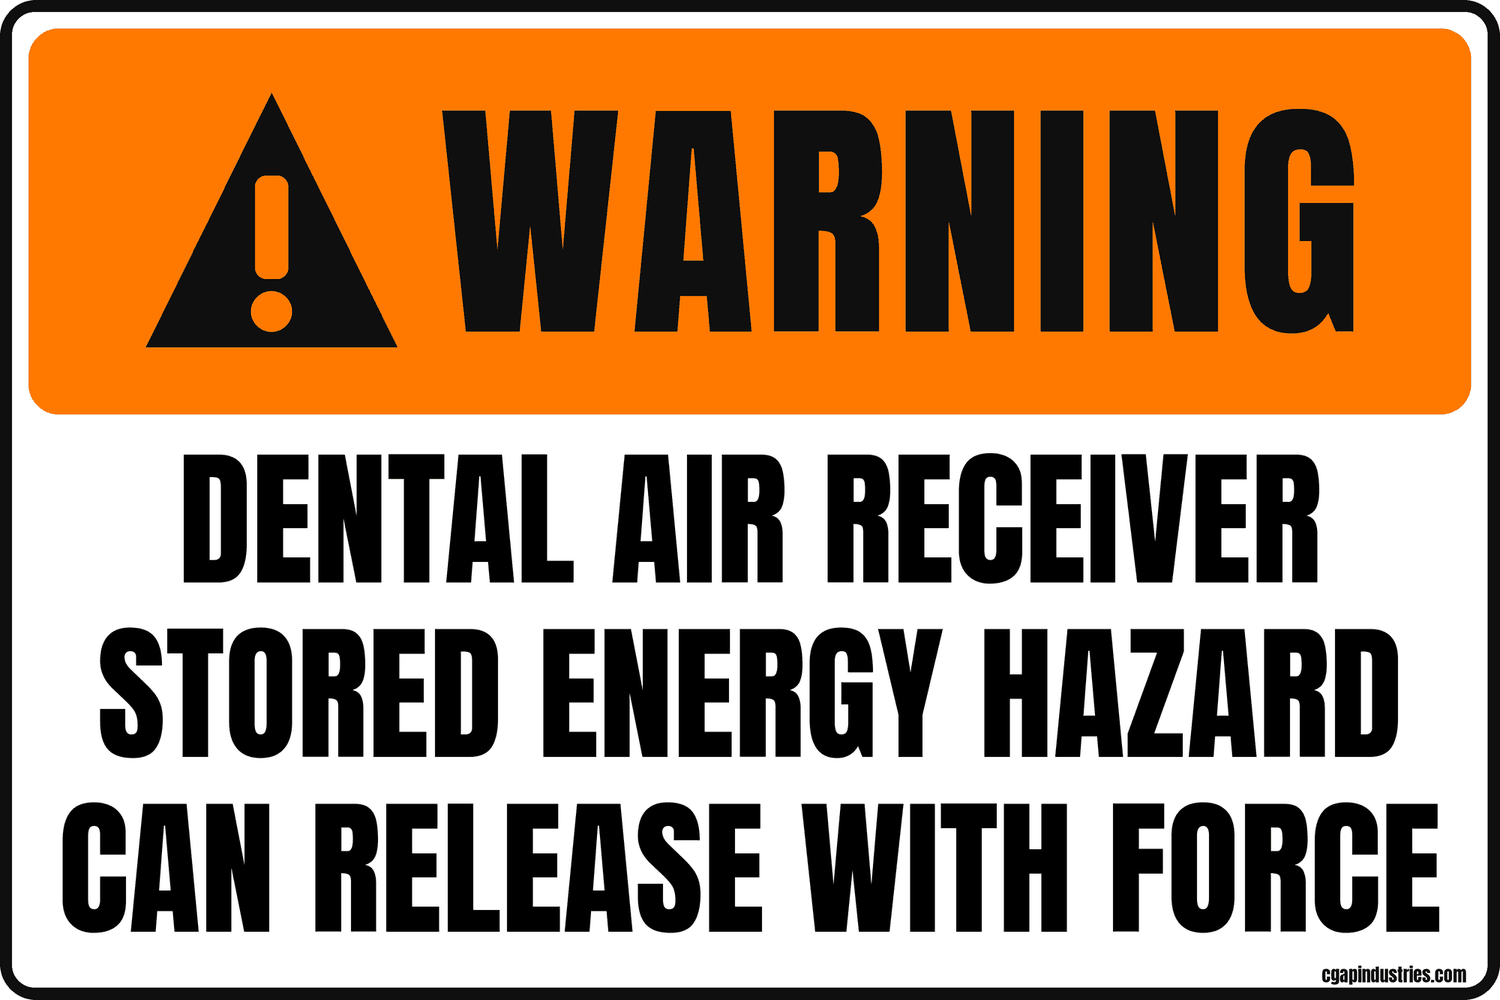 WARNING
DENTAL AIR RECEIVER
STORED ENERGY HAZARD
CAN RELEASE WITH FORCE
cgapindustries.com